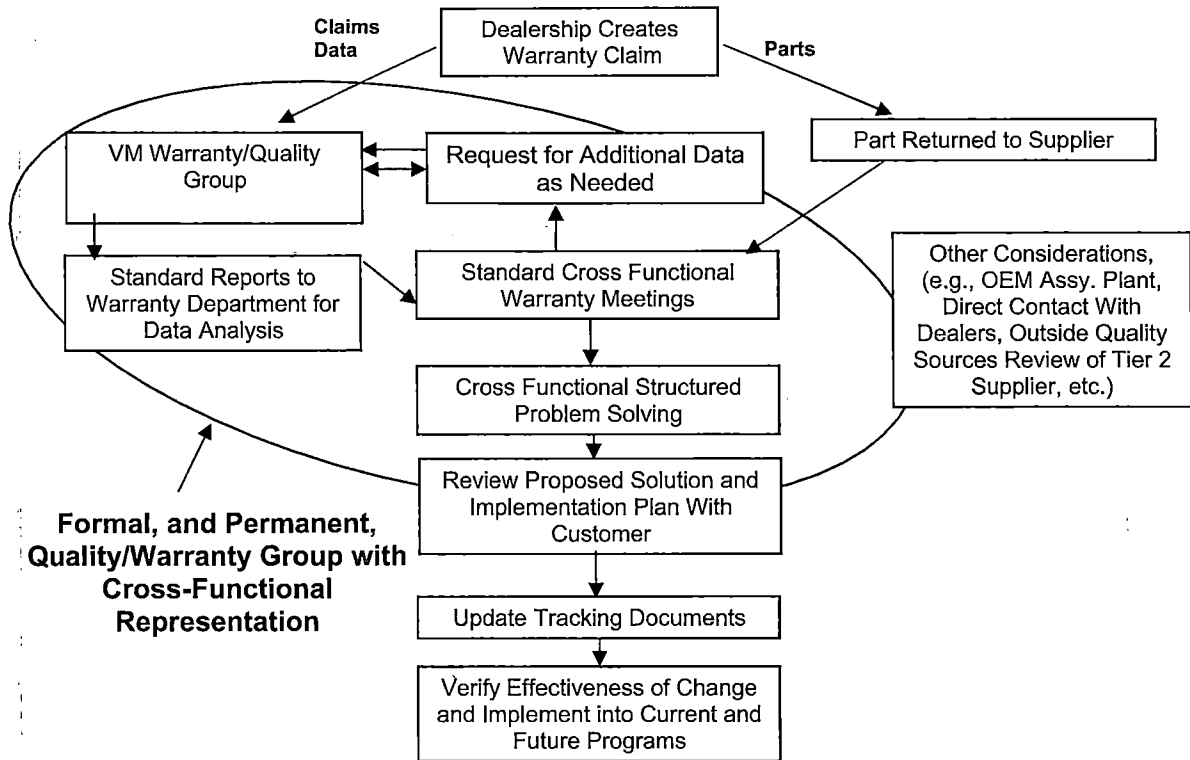 Claims
Data
Dealership Creates
Warranty Claim
Parts
VM Warranty/Quality
Group
Request for Additional Data
as Needed
Part Returned to Supplier
Standard Reports to
Warranty Department for
Data Analysis
Standard Cross Functional
Warranty Meetings
Other Considerations,
(e.g., OEM Assy. Plant,
Direct Contact With
Dealers, Outside Quality
Sources Review of Tier 2
Supplier, etc.)
Cross Functional Structured
Problem Solving
Review Proposed Solution and
Implementation Plan With
Customer
Formal, and Permanent,
Quality/Warranty Group with
Cross-Functional
Representation
Update Tracking Documents
Verify Effectiveness of Change
and Implement into Current and
Future Programs